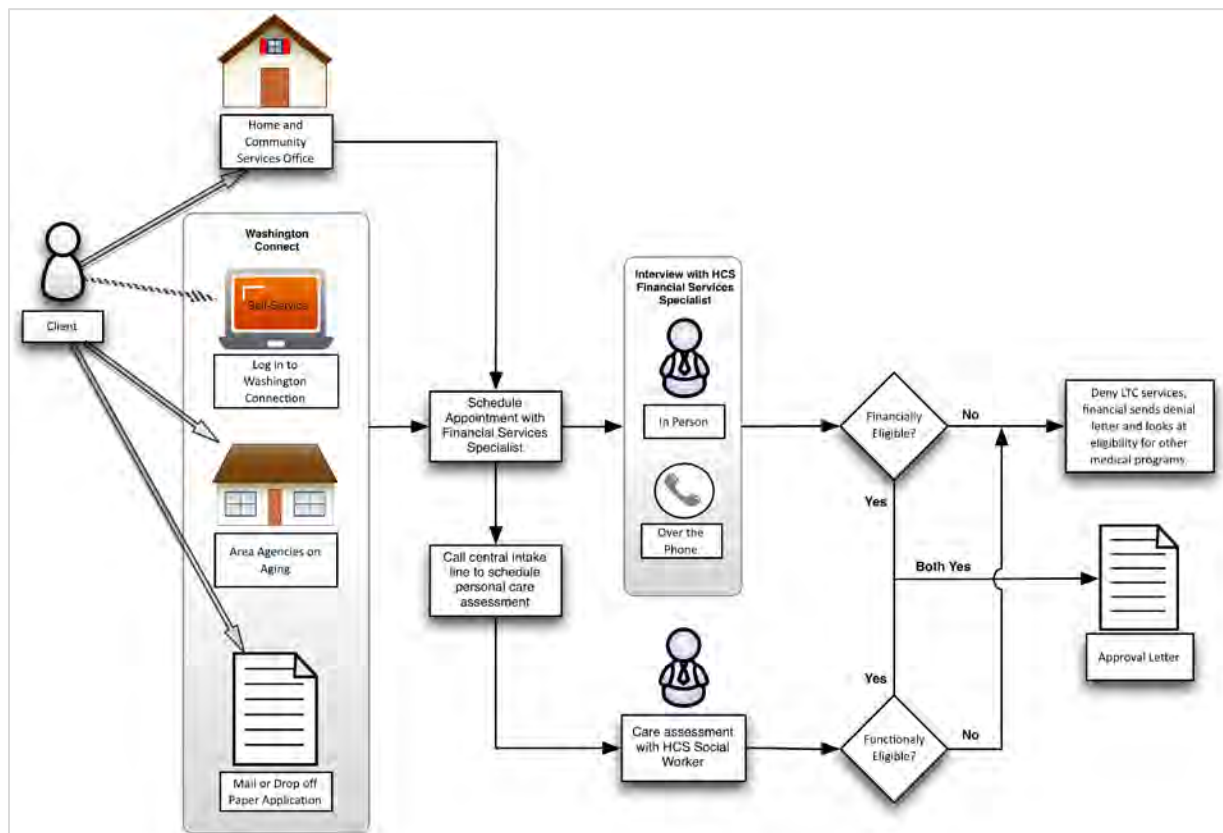 Home and
Community
Services Office
Washington
Connect
Self-Service
Client
Log in to
Washington
Connection
Area Agencies on
Aging
Mail or Drop off
Paper Application
Schedule
Appointment with
Financial Services
Specialist
Call central intake
line to schedule
personal care
assessment
Interview with HCS
Financial Services
Specialist
In Person
Over the
Phone
Care assessment
with HCS Social
Worker
Financially
Eligible?
No
Yes
Both Yes
Yes
Functionaly
Eligible?
No
Deny LTC services,
financial sends denial
letter and looks at
eligibility for other
medical programs
Approval Letter